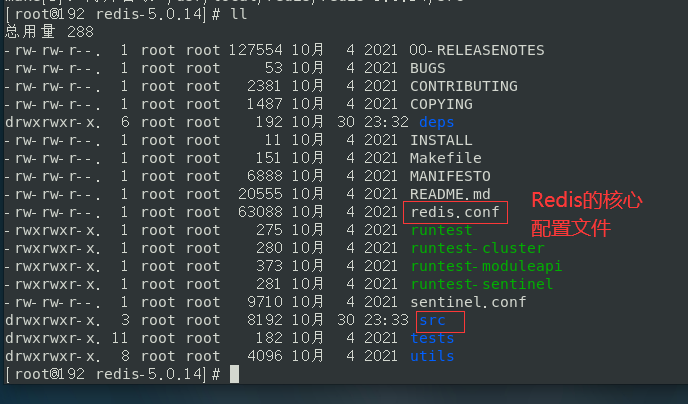 [root@192 redis-5.0.14]# ll
总用量 288
-rw-rw-r--. 1 root root 127554 10月 4 2021 00-RELEASENOTES
-rw-rw-r--. 1 root root 53 10月 4 2021 BUGS
-rw-rw-r--. 1 root root 2381 10月 4 2021 CONTRIBUTING
-rw-rw-r--. 1 root root 1487 10月 4 2021 COPYING
drwxrwxr-x. 6 root root 192 10月 30 23:32 deps
-rw-rw-r--. 1 root root 11 10月 4 2021 INSTALL
-rw-rw-r--. 1 root root 151 10月 4 2021 Makefile
-rw-rw-r--. 1 root root 6888 10月 4 2021 MANIFESTO
-rw-rw-r--. 1 root root 20555 10月 4 2021 README.md
-rw-rw-r--. 1 root root 63088 10月 4 2021 redis.conf
-rwxrwxr-x. 1 root root 275 10月 4 2021 runtest
-rwxrwxr-x. 1 root root 280 10月 4 2021 runtest-cluster
-rwxrwxr-x. 1 root root 373 10月 4 2021 runtest-moduleapi
-rwxrwxr-x. 1 root root 281 10月 4 2021 runtest-sentinel
-rw-rw-r--. 1 root root 9710 10月 4 2021 sentinel.conf
drwxrwxr-x. 3 root root 8192 10月 30 23:33 src
drwxrwxr-x. 11 root root 182 10月 4 2021 tests
drwxrwxr-x. 8 root root 4096 10月 4 2021 utils
[root@192 redis-5.0.14]#
Redis的核心
配置文件